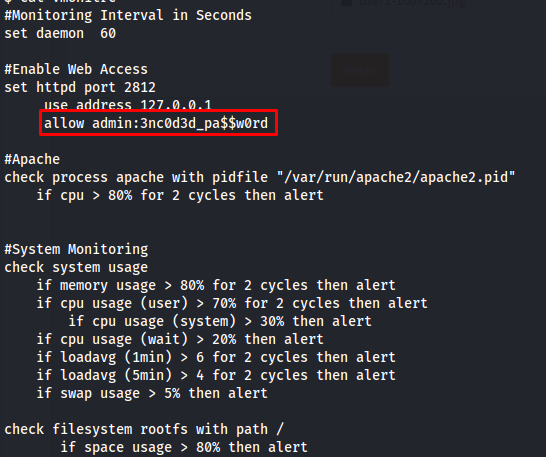 #Monitoring Interval in Seconds
set daemon  60
#Enable Web Access
set httpd port 2812
use address 127.0.0.1
allow admin:3nc0d3d_pa$$w0rd
#Apache
check process apache with pidfile "/var/run/apache2/apache2.pid"
if cpu > 80% for 2 cycles then alert
#System Monitoring
check system usage
if memory usage > 80% for 2 cycles then alert
if cpu usage (user) > 70% for 2 cycles then alert
if cpu usage (system) > 30% then alert
if cpu usage (wait) > 20% then alert
if loadavg (1min) > 6 for 2 cycles then alert
if loadavg (5min) > 4 for 2 cycles then alert
if swap usage > 5% then alert
check filesystem rootfs with path /
if space usage > 80% then alert